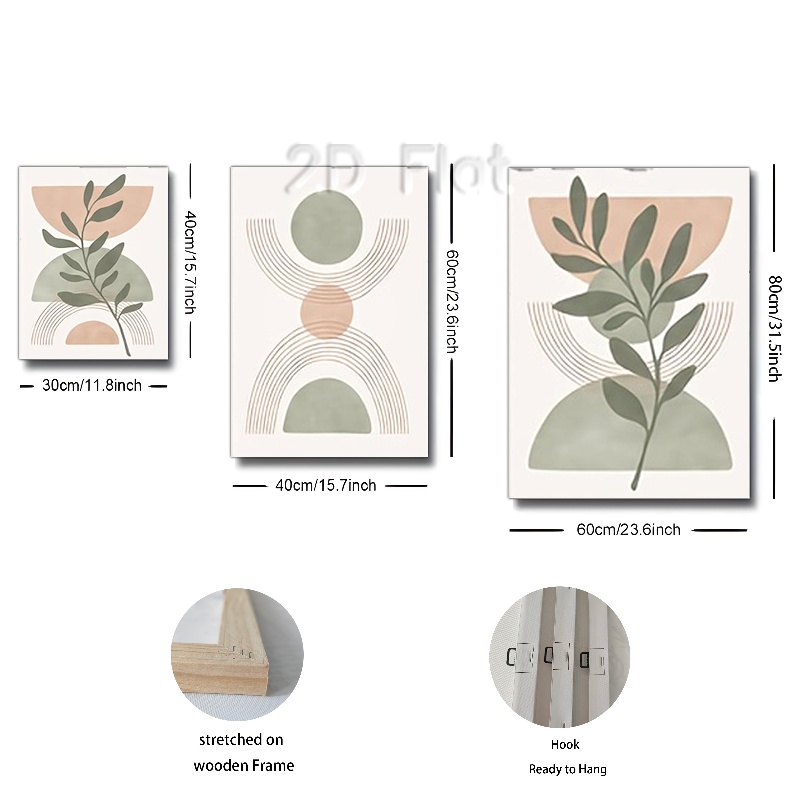 2D Flat
40cm/15.7inch
30cm/11.8inch
60cm/23.6inch
40cm/15.7inch
80cm/31.5inch
60cm/23.6inch
stretched on
wooden Frame
Hook
Ready to Hang